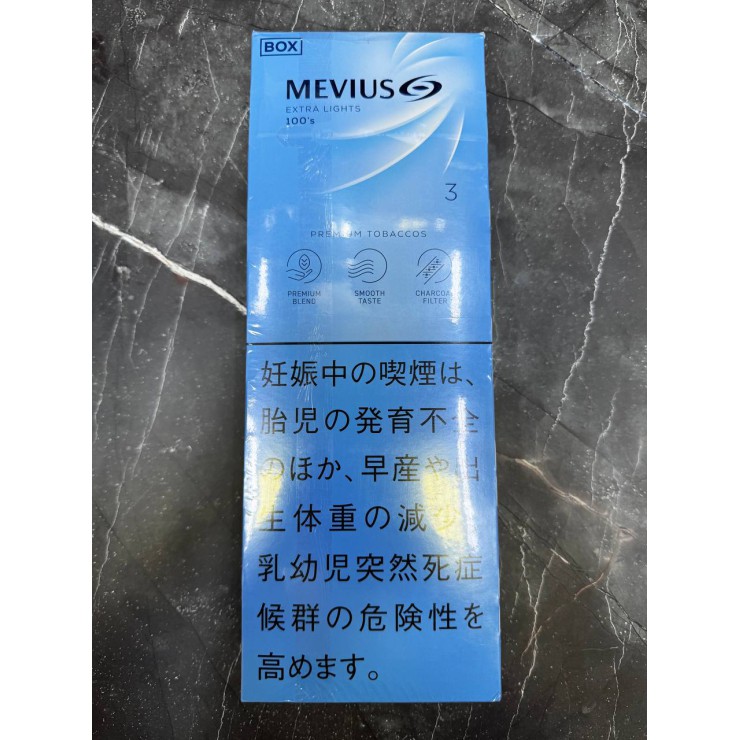 BOX
MEVIUS
EXTRA LIGHTS
100's
3
PREMIUM TOBACCOS
PREMIUM
BLEND
SMOOTH
TASTE
CHARCOAL
FILTER
妊娠中の喫煙は、
胎児の発育不全
のほか、早産や出
生体重の減少、
乳幼児突然死症
候群の危険性を
高めます。